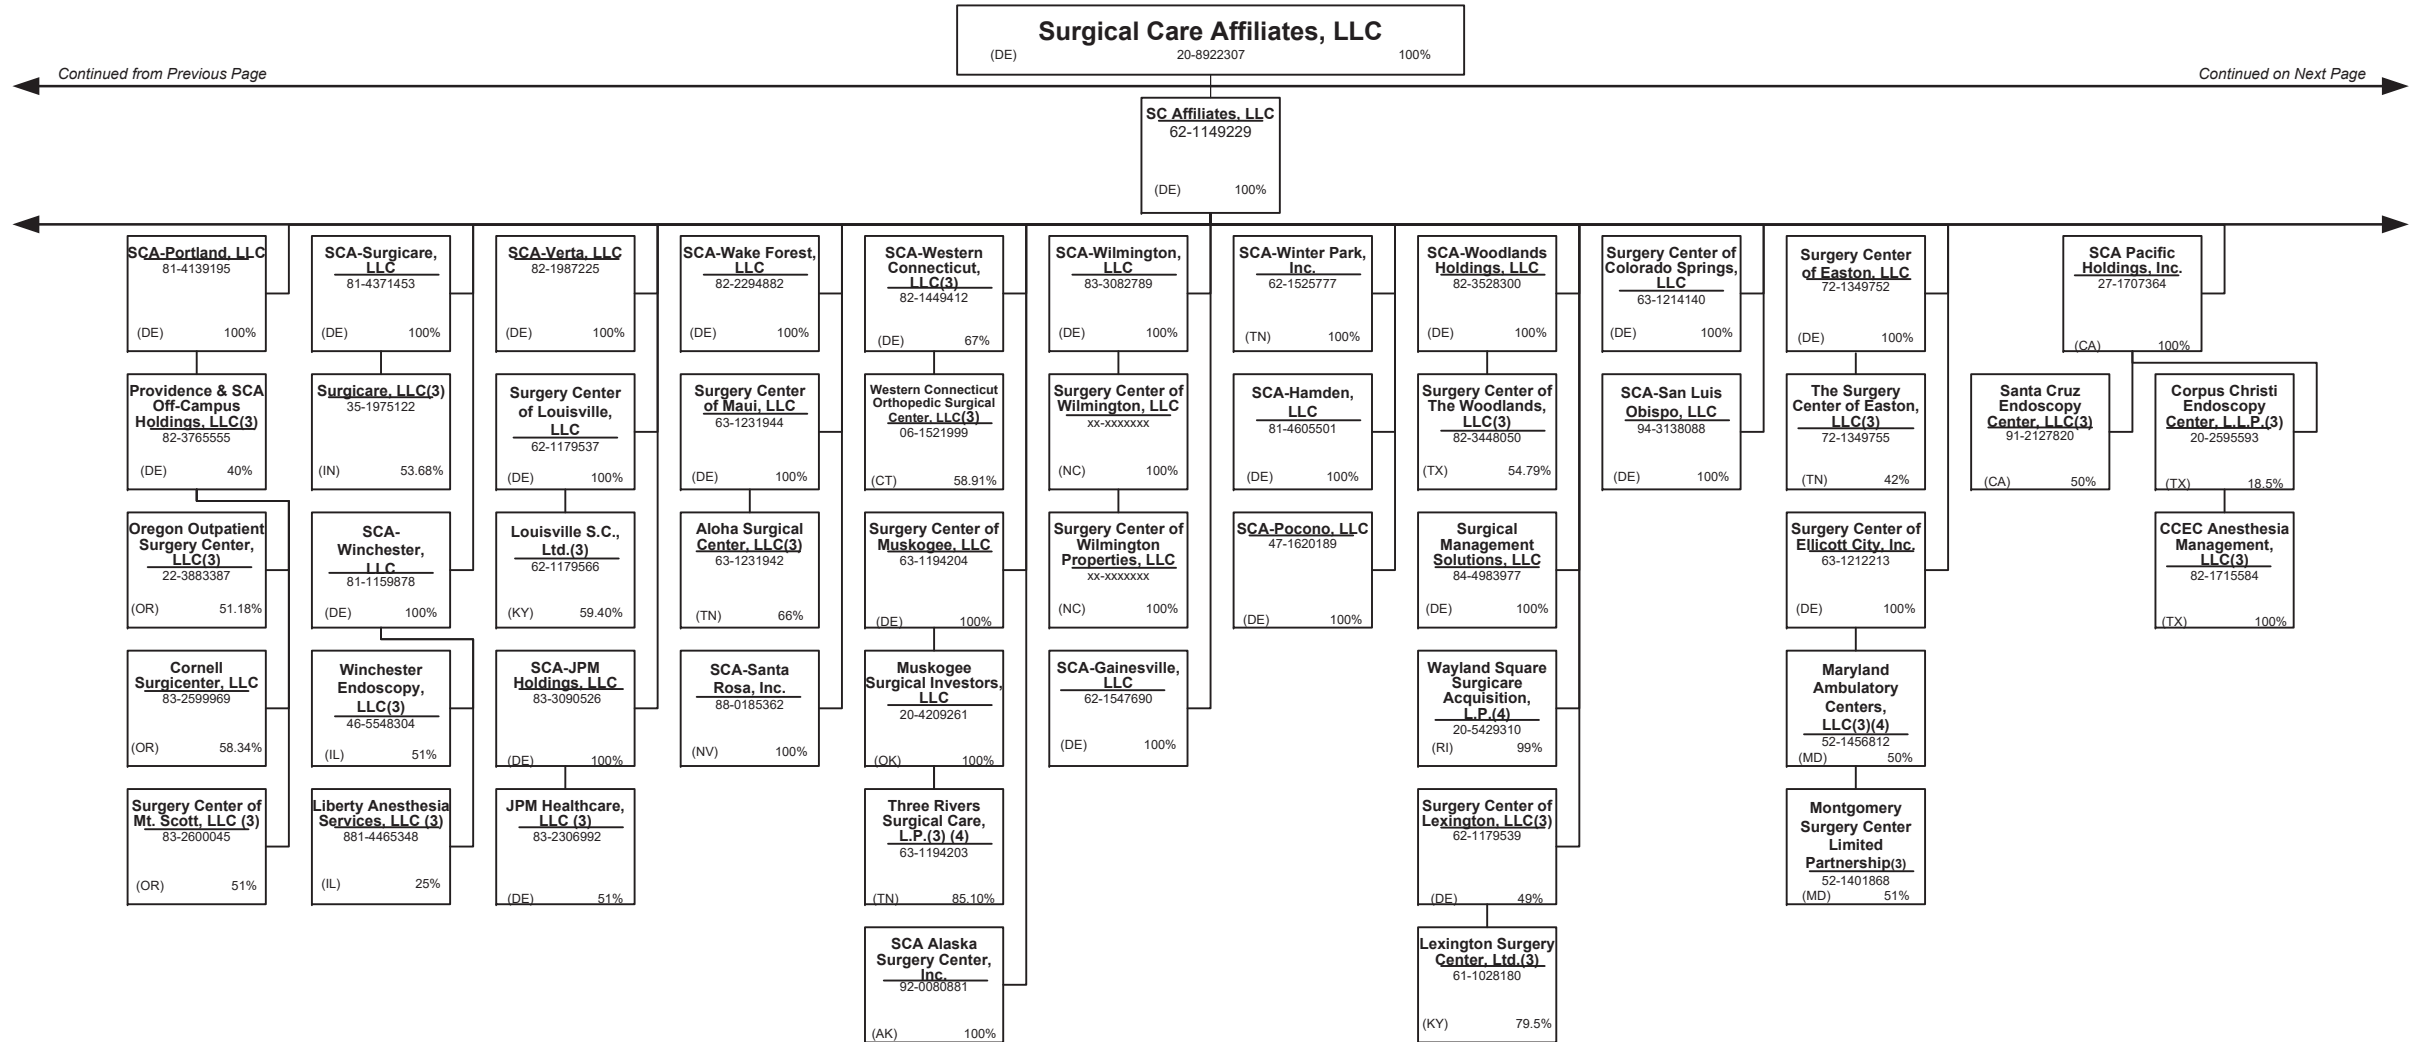 Surgical Care Affiliates, LLC
(DE) 20-8922307 100%
Continued from Previous Page
Continued on Next Page
SC Affiliates, LLC
62-1149229
(DE) 100%
SCA-Portland, LLC
81-4139195
(DE) 100%
Providence & SCA
Off-Campus
Holdings, LLC(3)
82-3765555
(DE) 40%
Oregon Outpatient
Surgery Center,
LLC(3)
22-3883387
(OR) 51.18%
Cornell
Surgicenter, LLC
83-2599969
(OR) 58.34%
Surgery Center of
Mt. Scott, LLC (3)
83-2600045
(OR) 51%
SCA-Surgicare,
LLC
81-4371453
(DE) 100%
Surgicare, LLC(3)
35-1975122
(IN) 53.68%
SCA-
Winchester,
LLC
81-1159878
(DE) 100%
Winchester
Endoscopy,
LLC(3)
46-5548304
(IL) 51%
Liberty Anesthesia
Services, LLC (3)
881-4465348
(IL) 25%
SCA-Verta, LLC
82-1987225
(DE) 100%
Surgery Center
of Louisville,
LLC
62-1179537
(DE) 100%
Louisville S.C.,
Ltd.(3)
62-1179566
(KY) 59.40%
SCA-JPM
Holdings, LLC
83-3090526
(DE) 100%
JPM Healthcare,
LLC (3)
83-2306992
(DE) 51%
SCA-Wake Forest,
LLC
82-2294882
(DE) 100%
Surgery Center
of Maui, LLC
63-1231944
(DE) 100%
Aloha Surgical
Center, LLC(3)
63-1231942
(TN) 66%
SCA-Santa
Rosa, Inc.
88-0185362
(NV) 100%
SCA-Western
Connecticut,
LLC(3)
82-1449412
(DE) 67%
Western Connecticut
Orthopedic Surgical
Center, LLC(3)
06-1521999
(CT) 58.91%
Surgery Center of
Muskogee, LLC
63-1194204
(DE) 100%
Muskogee
Surgical Investors,
LLC
20-4209261
(OK) 100%
Three Rivers
Surgical Care,
L.P.(3) (4)
63-1194203
(TN) 85.10%
SCA Alaska
Surgery Center,
Inc.
92-0080881
(AK) 100%
SCA-Wilmington,
LLC
83-3082789
(DE) 100%
Surgery Center of
Wilmington, LLC
xx-xxxxxxx
(NC) 100%
Surgery Center of
Wilmington
Properties, LLC
xx-xxxxxxx
(NC) 100%
SCA-Gainesville,
LLC
62-1547690
(DE) 100%
SCA-Winter Park,
Inc.
62-1525777
(TN) 100%
SCA-Hamden,
LLC
81-4605501
(DE) 100%
SCA-Pocono, LLC
47-1620189
(DE) 100%
SCA-Woodlands
Holdings, LLC
82-3528300
(DE) 100%
Surgery Center of
The Woodlands,
LLC(3)
82-3448050
(TX) 54.79%
Surgical
Management
Solutions, LLC
84-4983977
(DE) 100%
Wayland Square
Surgicare
Acquisition,
L.P.(4)
20-5429310
(RI) 99%
Surgery Center of
Lexington, LLC(3)
62-1179539
(DE) 49%
Lexington Surgery
Center, Ltd.(3)
61-1028180
(KY) 79.5%
Surgery Center of
Colorado Springs,
LLC
63-1214140
(DE) 100%
SCA-San Luis
Obispo, LLC
94-3138088
(DE) 100%
Surgery Center
of Easton, LLC
72-1349752
(DE) 100%
The Surgery
Center of Easton,
LLC(3)
72-1349755
(TN) 42%
Surgery Center of
Ellicott City, Inc.
63-1212213
(DE) 100%
Maryland
Ambulatory
Centers,
LLC(3)(4)
52-1456812
(MD) 50%
Montgomery
Surgery Center
Limited
Partnership(3)
52-1401868
(MD) 51%
SCA Pacific
Holdings, Inc.
27-1707364
(CA) 100%
Santa Cruz
Endoscopy
Center, LLC(3)
91-2127820
(CA) 50%
Corpus Christi
Endoscopy
Center, L.L.P.(3)
20-2595593
(TX) 18.5%
CCEC Anesthesia
Management,
LLC(3)
82-1715584
(TX) 100%